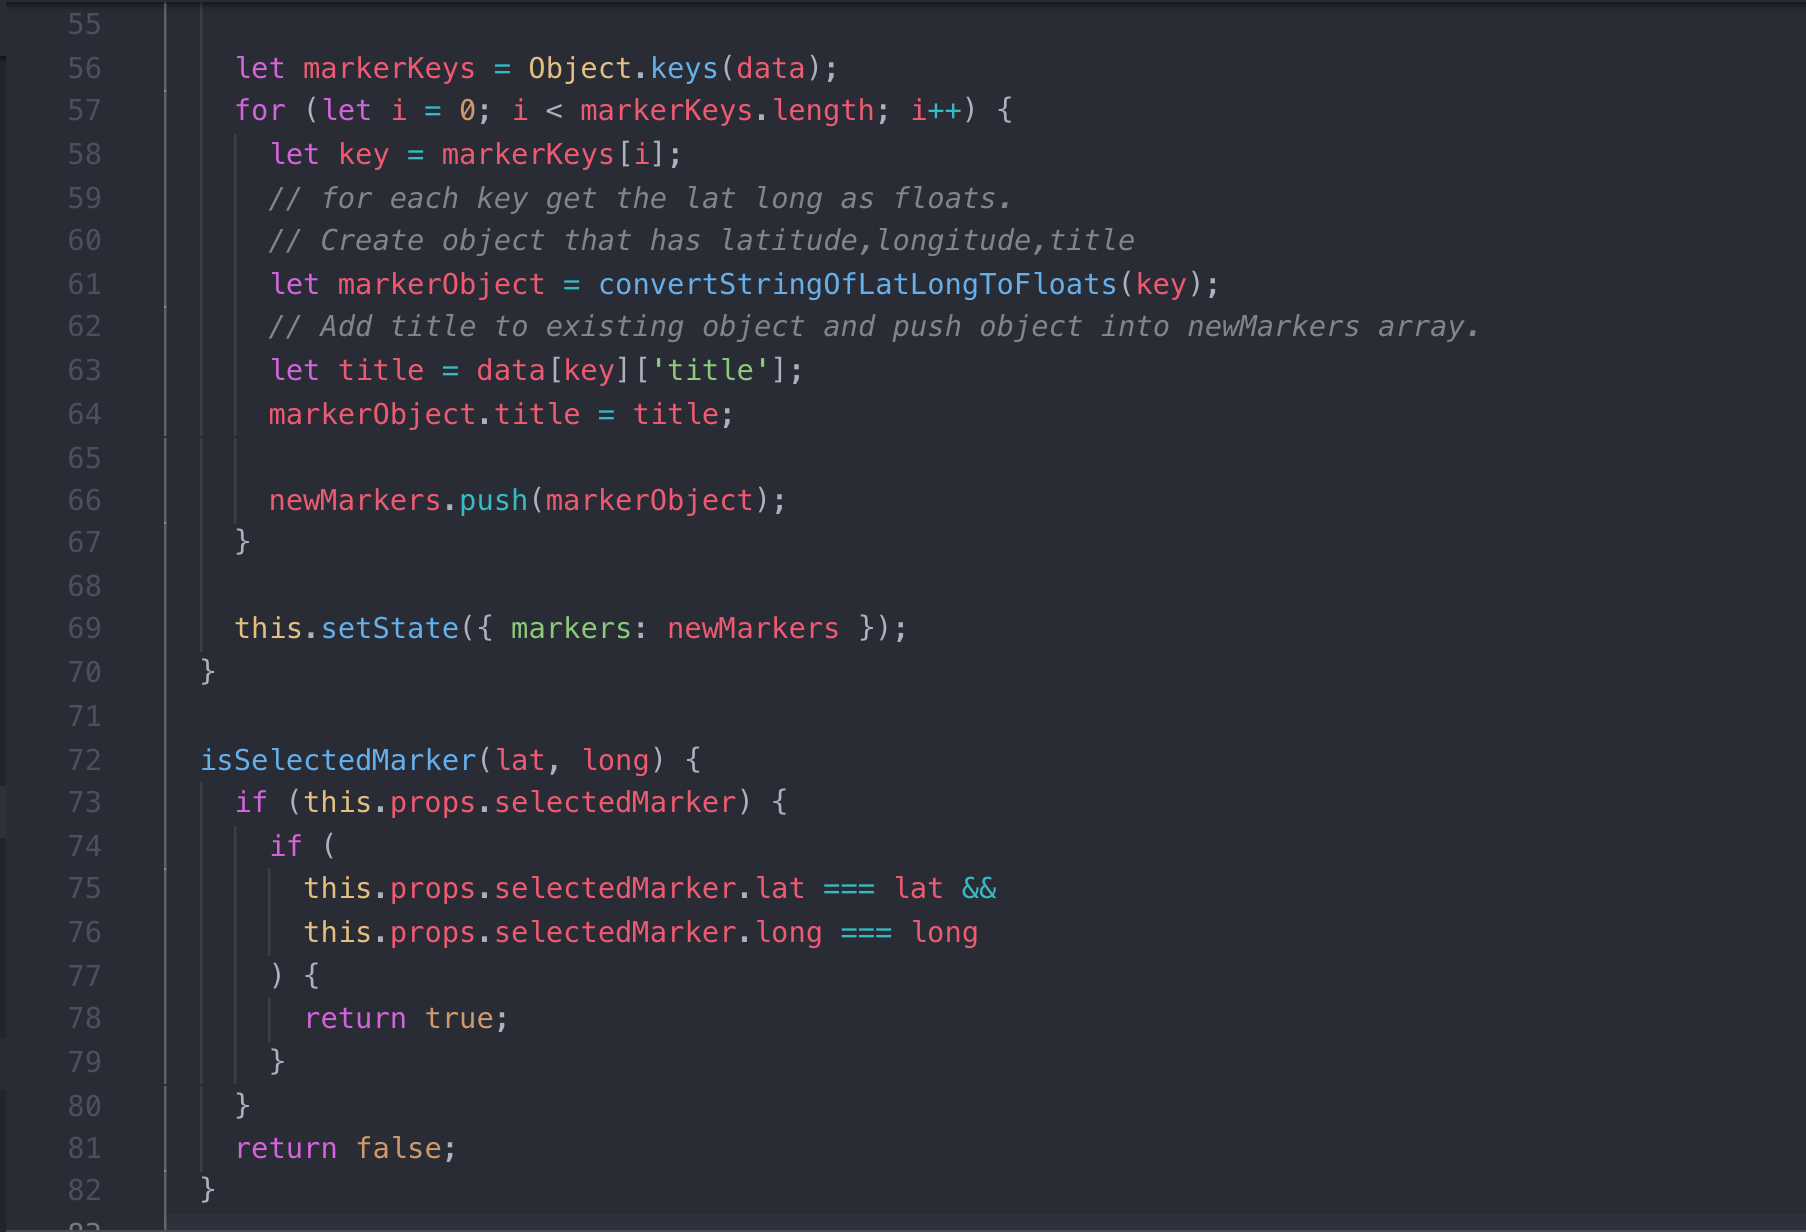 55
56 let markerKeys = Object.keys(data);
57 for (let i = 0; i < markerKeys.length; i++) {
58 let key = markerKeys[i];
59 // for each key get the lat long as floats.
60 // Create object that has latitude,longitude,title
61 let markerObject = convertStringOfLatLongToFloats(key);
62 // Add title to existing object and push object into newMarkers array.
63 let title = data[key]['title'];
64 markerObject.title = title;
65
66 newMarkers.push(markerObject);
67 }
68
69 this.setState({ markers: newMarkers });
70 }
71
72 isSelectedMarker(lat, long) {
73 if (this.props.selectedMarker) {
74 if (
75 this.props.selectedMarker.lat === lat &&
76 this.props.selectedMarker.long === long
77 ) {
78 return true;
79 }
80 }
81 return false;
82 }